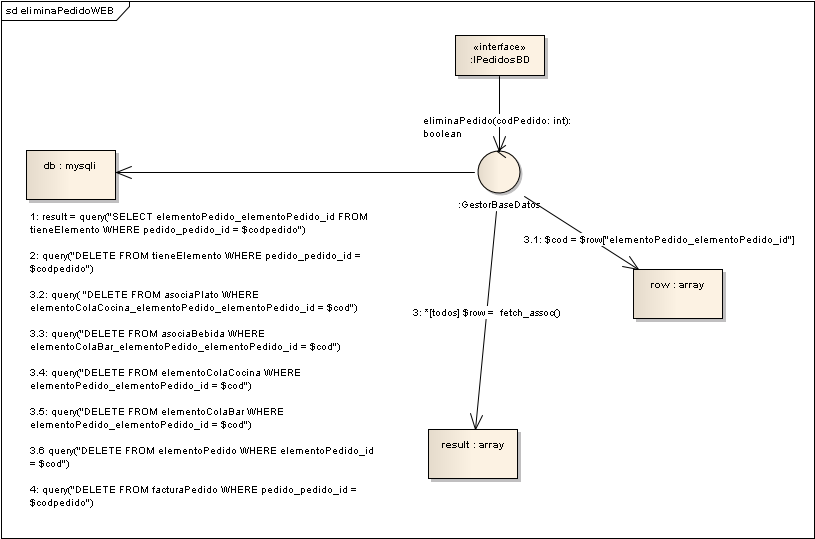 sd eliminaPedidoWEB
«interface»
:IPedidosBD
eliminaPedido(codPedido: int):
boolean
db : mysqli
:GestorBaseDatos
1: result = query("SELECT elementoPedido_elementoPedido_id FROM
tieneElemento WHERE pedido_pedido_id = $codpedido")
2: query("DELETE FROM tieneElemento WHERE pedido_pedido_id =
$codpedido")
3.2: query( "DELETE FROM asociaPlato WHERE
elementoColaCocina_elementoPedido_elementoPedido_id = $cod")
3.3: query("DELETE FROM asociaBebida WHERE
elementoColaBar_elementoPedido_elementoPedido_id = $cod")
3.4: query("DELETE FROM elementoColaCocina WHERE
elementoPedido_elementoPedido_id = $cod")
3.5: query("DELETE FROM elementoColaBar WHERE
elementoPedido_elementoPedido_id = $cod")
3.6 query("DELETE FROM elementoPedido WHERE elementoPedido_id
= $cod")
4: query("DELETE FROM facturaPedido WHERE pedido_pedido_id =
$codpedido")
3.1: $cod = $row["elementoPedido_elementoPedido_id"]
row : array
3: *[todos] $row = fetch_assoc()
result : array